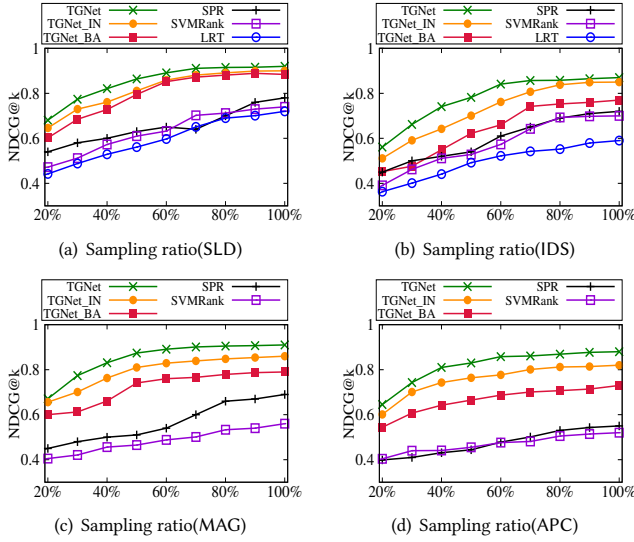 TGNet SPR
TGNet_IN SVMRank
TGNet_BA LRT
NDCG@k
1
0.8
0.6
0.4
20% 40% 60% 80% 100%
(a) Sampling ratio(SLD)
TGNet SPR
TGNet_IN SVMRank
TGNet_BA LRT
NDCG@k
1
0.8
0.6
0.4
20% 40% 60% 80% 100%
(b) Sampling ratio(IDS)
TGNet SPR
TGNet_IN SVMRank
TGNet_BA
NDCG@k
1
0.8
0.6
0.4
20% 40% 60% 80% 100%
(c) Sampling ratio(MAG)
TGNet SPR
TGNet_IN SVMRank
TGNet_BA
NDCG@k
1
0.8
0.6
0.4
20% 40% 60% 80% 100%
(d) Sampling ratio(APC)